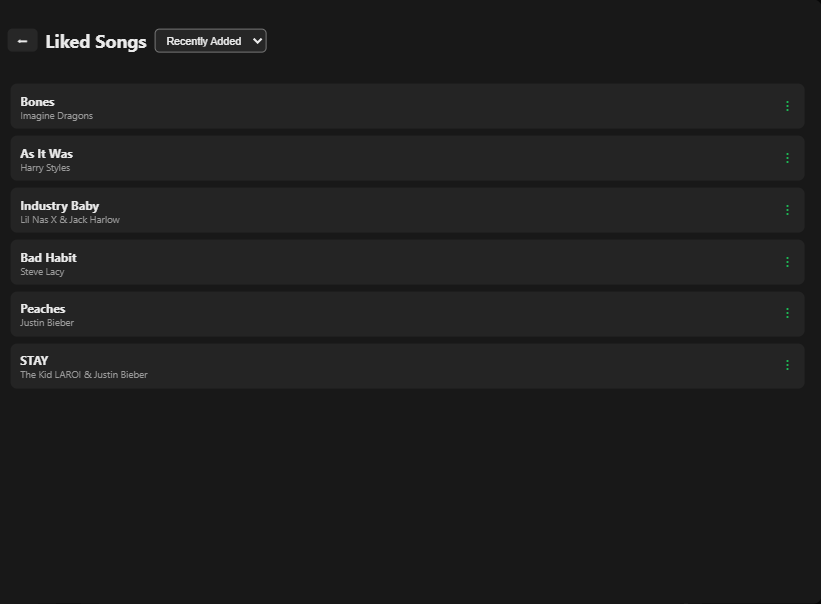 Liked Songs
Recently Added
Bones
Imagine Dragons
As It Was
Harry Styles
Industry Baby
Lil Nas X & Jack Harlow
Bad Habit
Steve Lacy
Peaches
Justin Bieber
STAY
The Kid LAROI & Justin Bieber